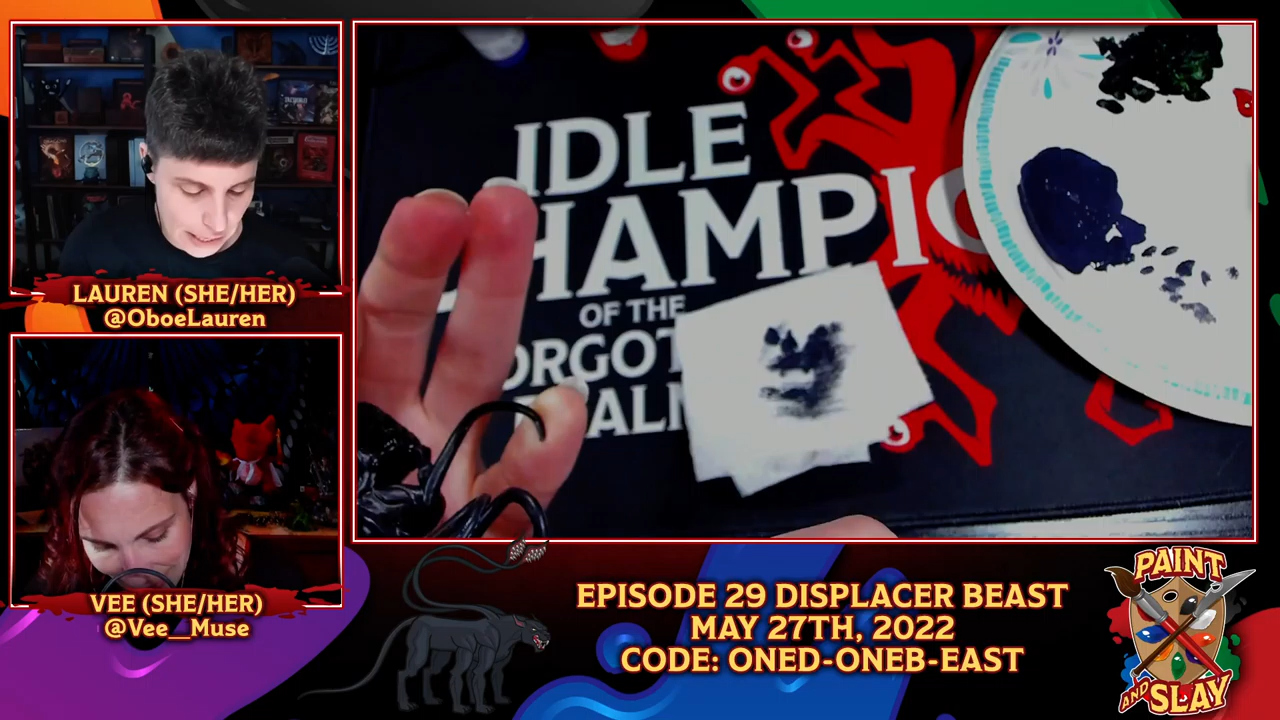 LAUREN (SHE/HER)
@OboeLauren
VEE (SHE/HER)
@Vee__Muse
IDLE
HAMPI
OF THE
ORGOT
ALM
EPISODE 29 DISPLACER BEAST
MAY 27TH, 2022
CODE: ONED-ONEB-EAST
PAINT
AND SLAY